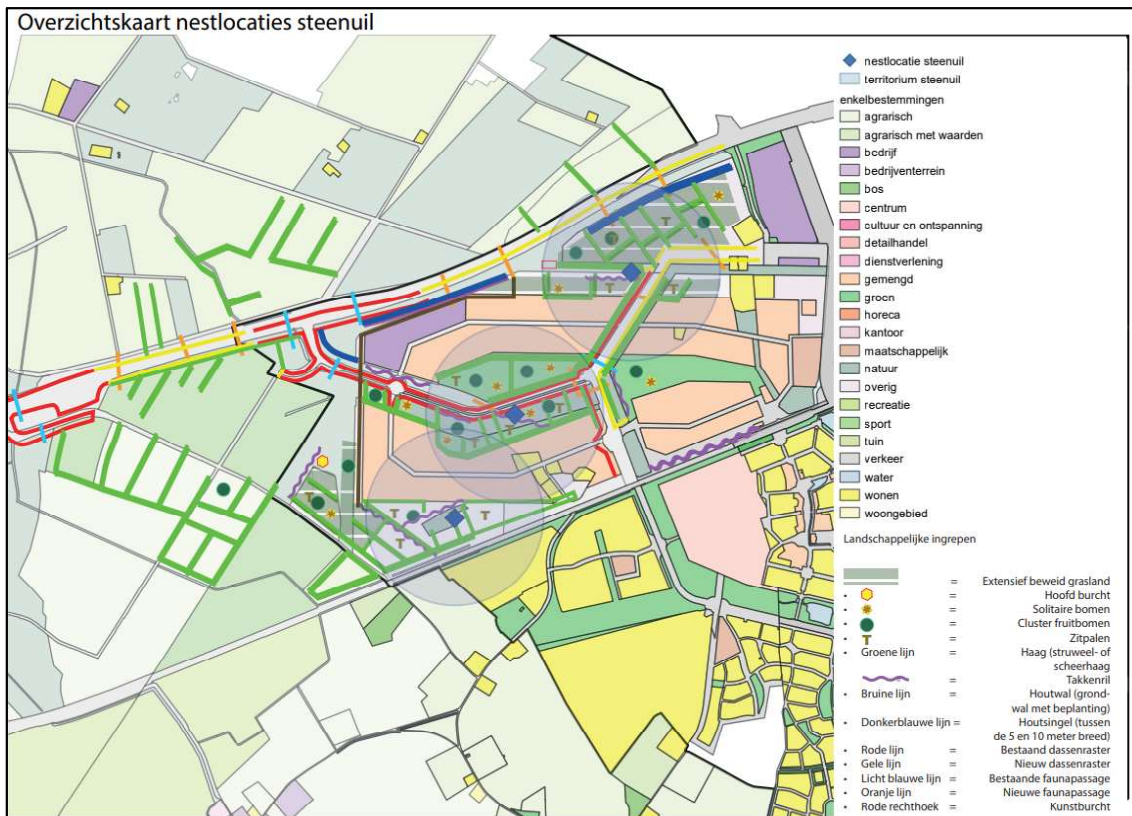 Overzichtskaart nestlocaties steenuil
nestlocatie steenuil
territorium steenuil
enkelbestemmingen
agrarisch
agrarisch met waarden
bedrijf
bedrijventerrein
bos
centrum
cultuur en ontspanning
detailhandel
dienstverlening
gemengd
groen
horeca
kantoor
maatschappelijk
natuur
overig
recreatie
sport
tuin
verkeer
water
wonen
woongebied
Landschappelijke ingrepen
= Extensief beweid grasland
• = Hoofd burcht
• = Solitaire bomen
• = Cluster fruitbomen
• T = Zitpalen
• Groene lijn = Haag (struweel- of
scheerhaag
= Takkenril
• Bruine lijn = Houtwal (grond-
wal met beplanting)
• Donkerblauwe lijn = Houtsingel (tussen
de 5 en 10 meter breed)
• Rode lijn = Bestaand dassenraster
• Gele lijn = Nieuw dassenraster
• Licht blauwe lijn = Bestaande faunapassage
• Oranje lijn = Nieuwe faunapassage
• Rode rechthoek = Kunstburcht